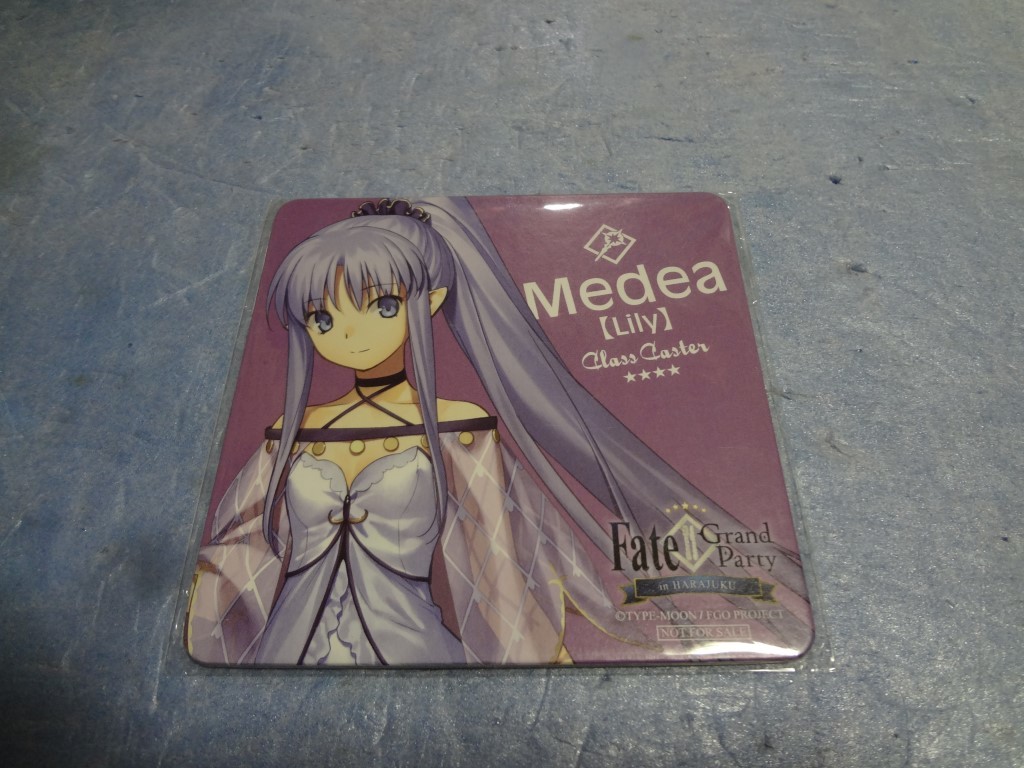 Medea
【Lily】
Class Caster
★★★★
Fate
Grand
Party
in HARAJUKU
©TYPE-MOON / FGO PROJECT
NOT FOR SALE